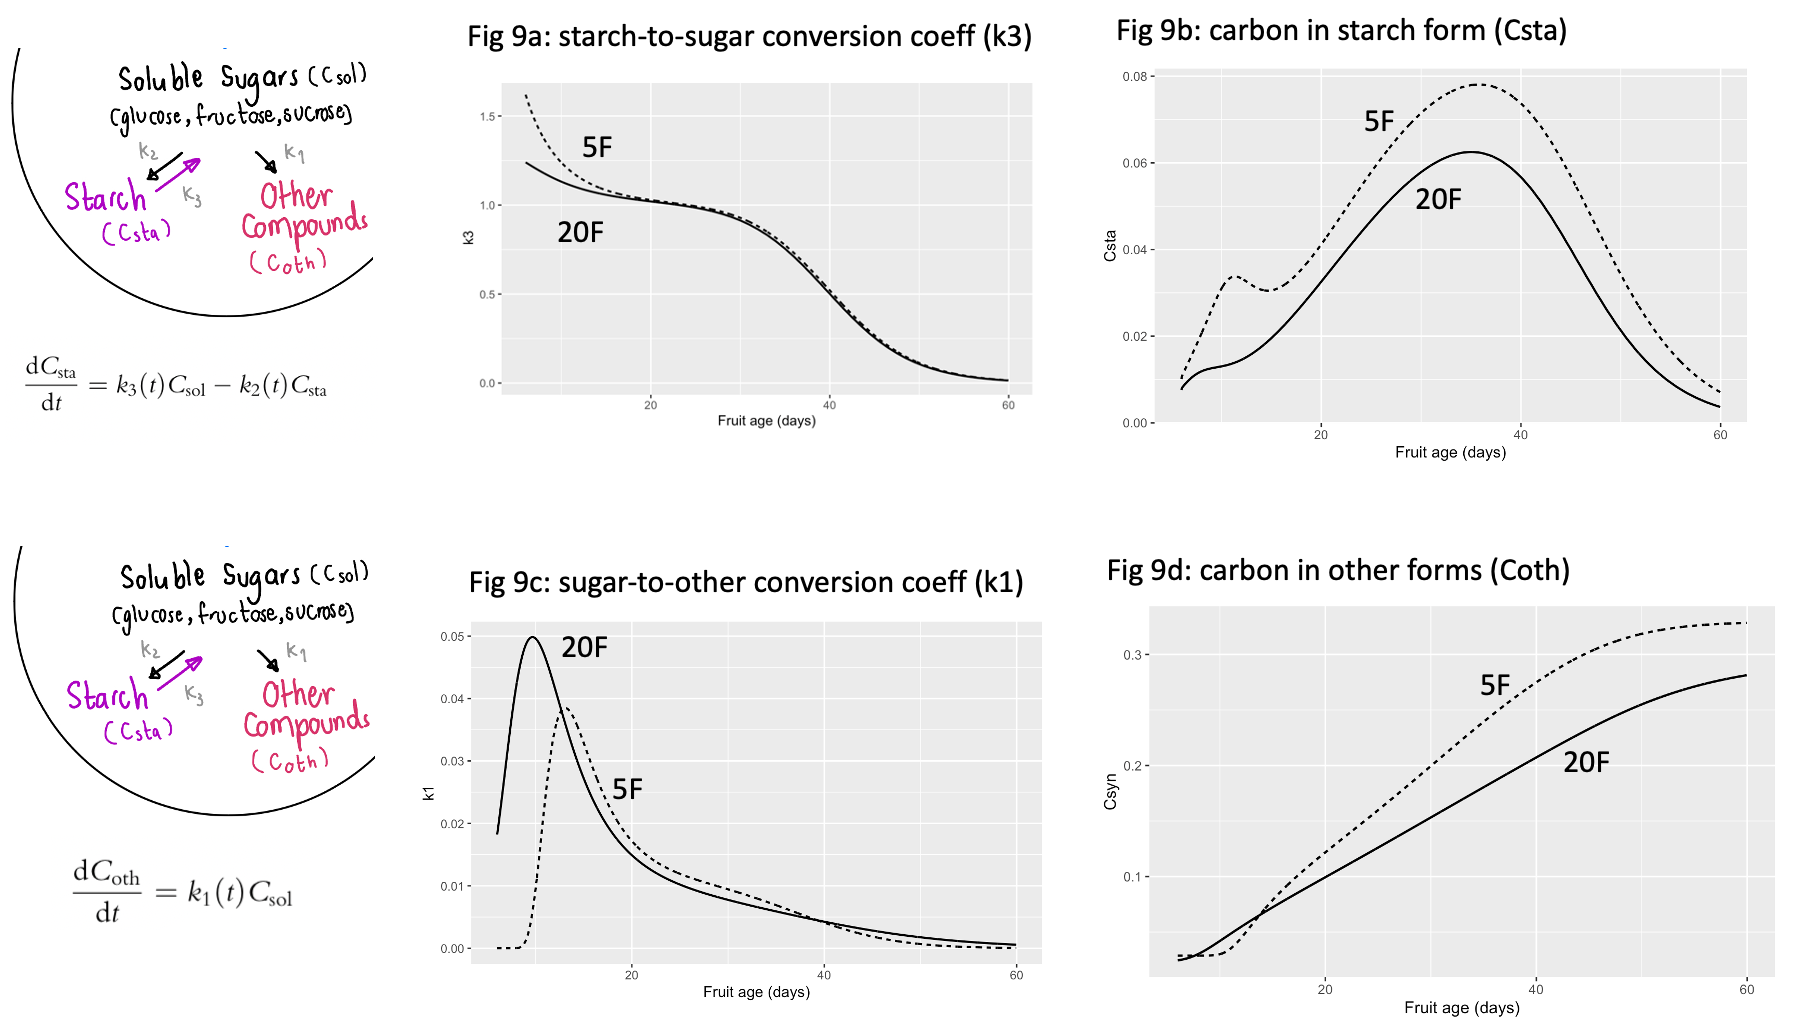 Soluble Sugars (Csol)
(glucose, fructose, sucrose)
k2
k1
Starch
k3
(Csta)
Other
Compounds
(Coth)
dCsta/dt = k3(t)Csol − k2(t)Csta
Fig 9a: starch-to-sugar conversion coeff (k3)
1.5
1.0
0.5
0.0
k3
5F
20F
20 40 60
Fruit age (days)
Fig 9b: carbon in starch form (Csta)
0.08
0.06
0.04
0.02
0.00
Csta
5F
20F
20 40 60
Fruit age (days)
Soluble Sugars (Csol)
(glucose, fructose, sucrose)
k2
k1
Starch
k3
(Csta)
Other
Compounds
(Coth)
dCoth/dt = k1(t)Csol
Fig 9c: sugar-to-other conversion coeff (k1)
0.05
0.04
0.03
0.02
0.01
0.00
k1
20F
5F
20 40 60
Fruit age (days)
Fig 9d: carbon in other forms (Coth)
0.3
0.2
0.1
Csyn
5F
20F
20 40 60
Fruit age (days)